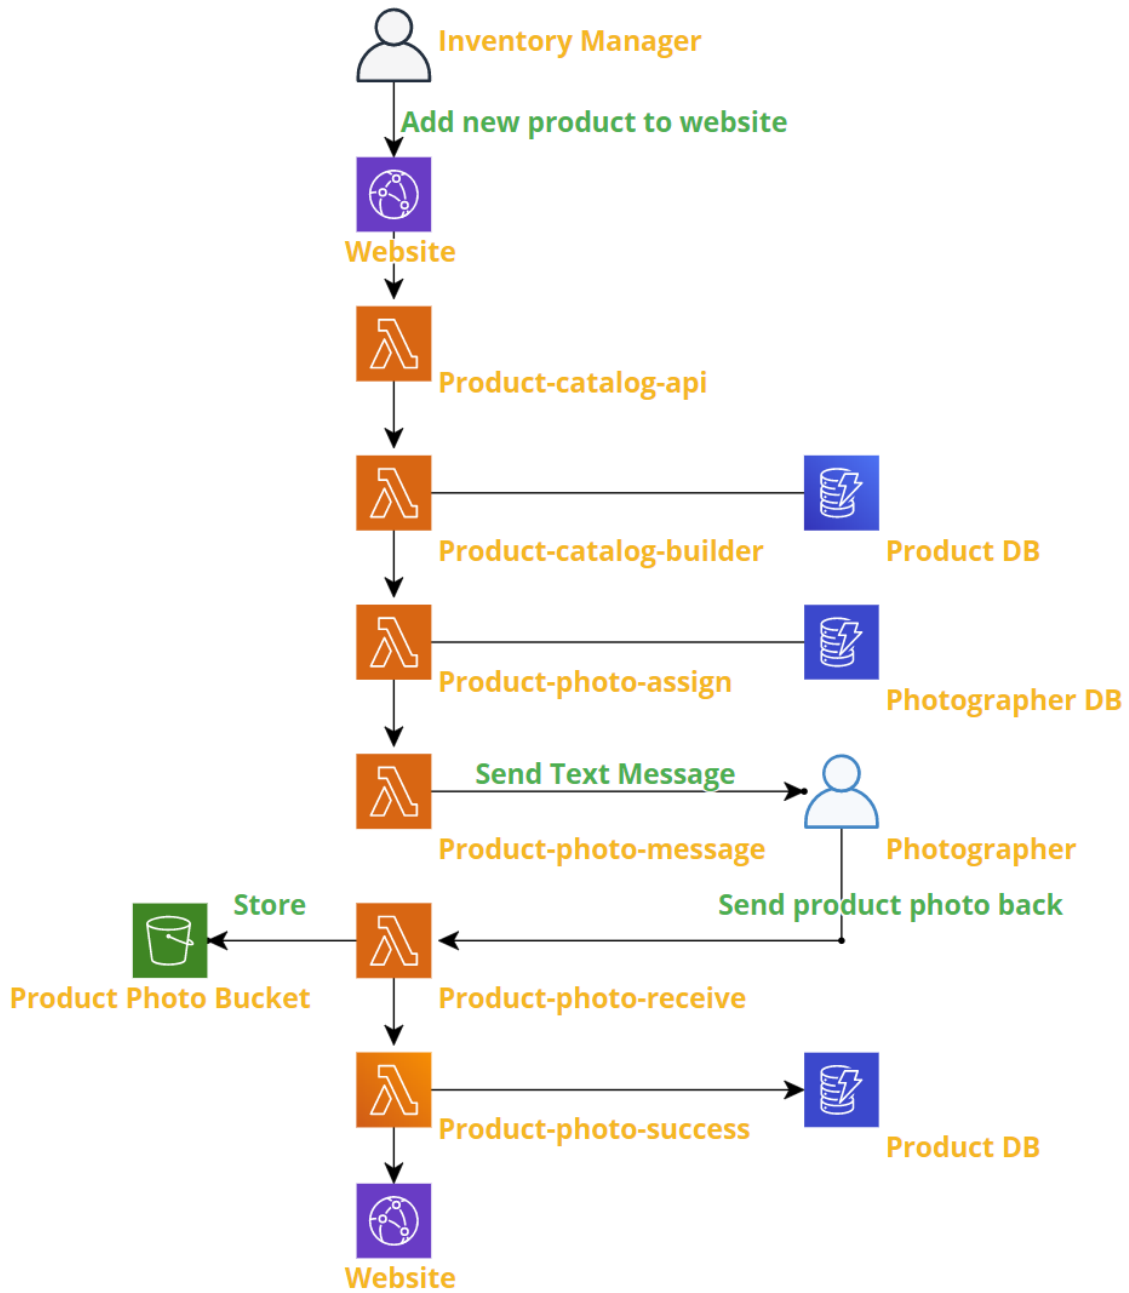 Inventory Manager
Add new product to website
Website
Product-catalog-api
Product-catalog-builder
Product DB
Product-photo-assign
Photographer DB
Send Text Message
Product-photo-message
Photographer
Store
Send product photo back
Product Photo Bucket
Product-photo-receive
Product-photo-success
Product DB
Website